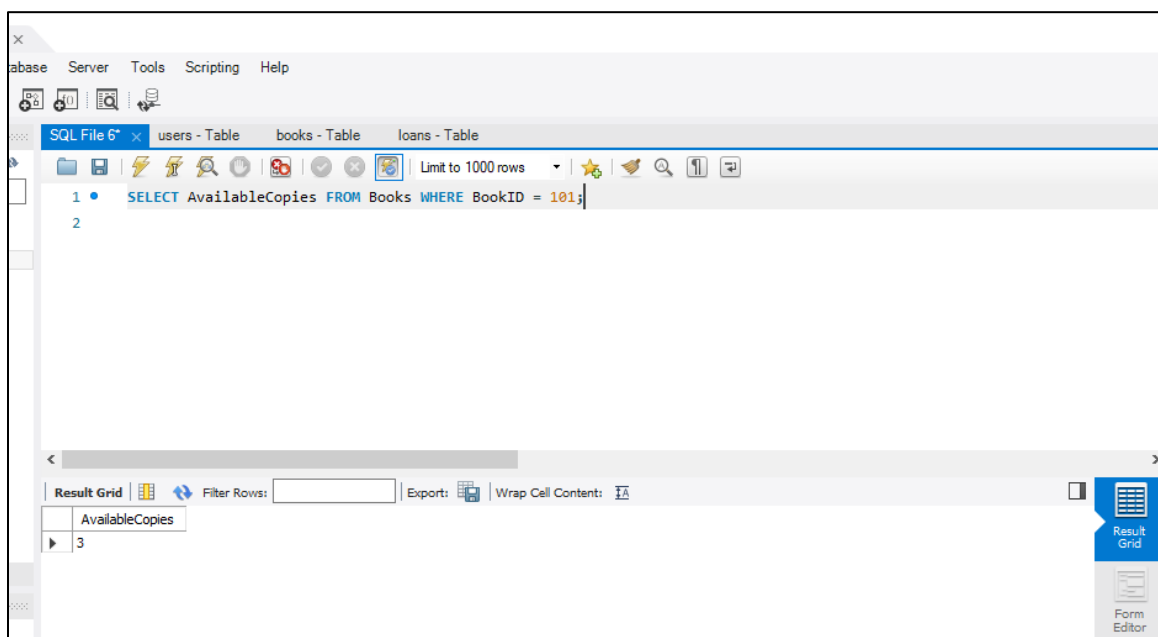 tabase Server Tools Scripting Help
SQL File 6* users - Table books - Table loans - Table
Limit to 1000 rows
1 SELECT AvailableCopies FROM Books WHERE BookID = 101;
2
Result Grid Filter Rows: Export: Wrap Cell Content:
AvailableCopies
3
Result
Grid
Form
Editor